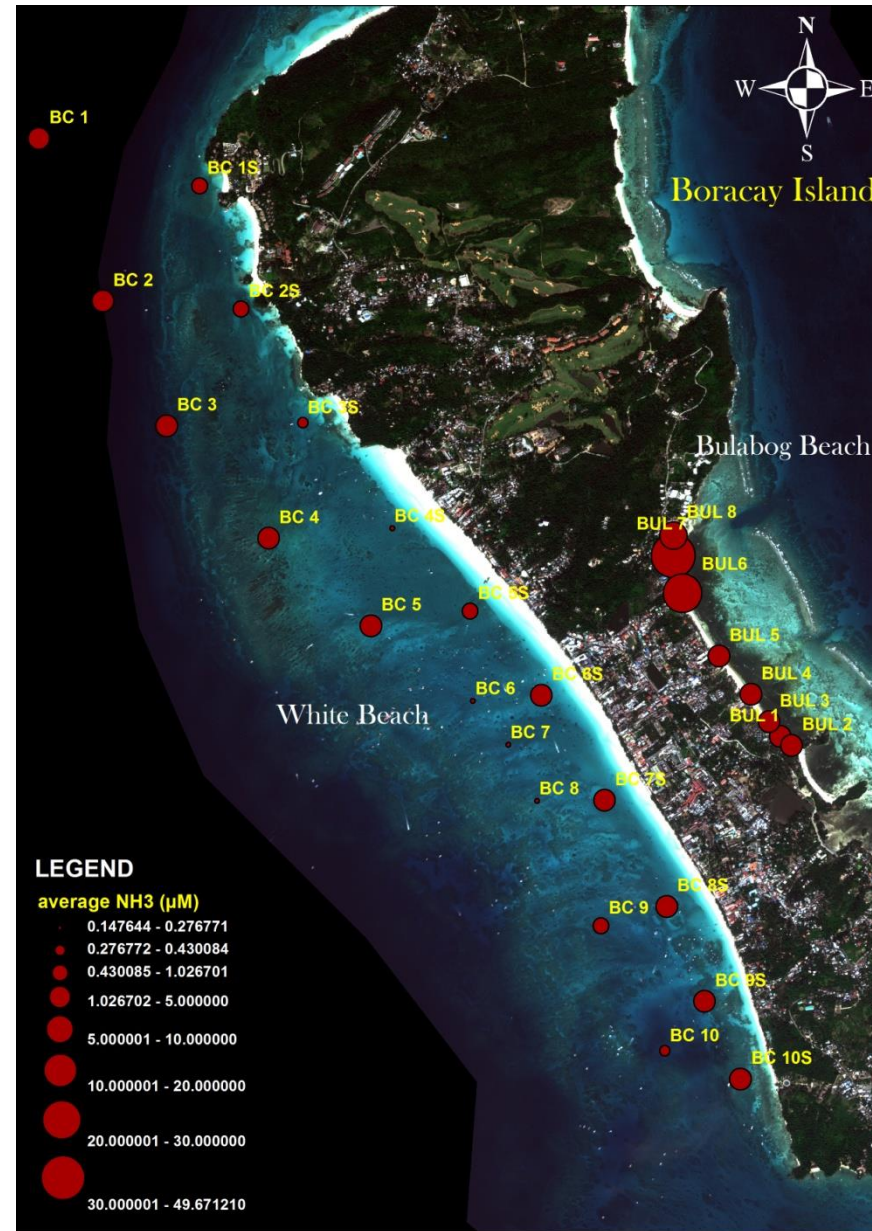 N
W E
S
Boracay Island
BC 1
BC 1S
BC 2
BC 2S
BC 3
BC 3S
BC 4
BC 4S
BC 5
BC 5S
BC 6
BC 6S
White Beach
BC 7
BC 8
BC 7S
BC 9
BC 8S
BC 9S
BC 10
BC 10S
Bulabog Beach
BUL 8
BUL 7
BUL6
BUL 5
BUL 4
BUL 3
BUL 1
BUL 2
LEGEND
average NH3 (µM)
0.147644 - 0.276771
0.276772 - 0.430084
0.430085 - 1.026701
1.026702 - 5.000000
5.000001 - 10.000000
10.000001 - 20.000000
20.000001 - 30.000000
30.000001 - 49.671210